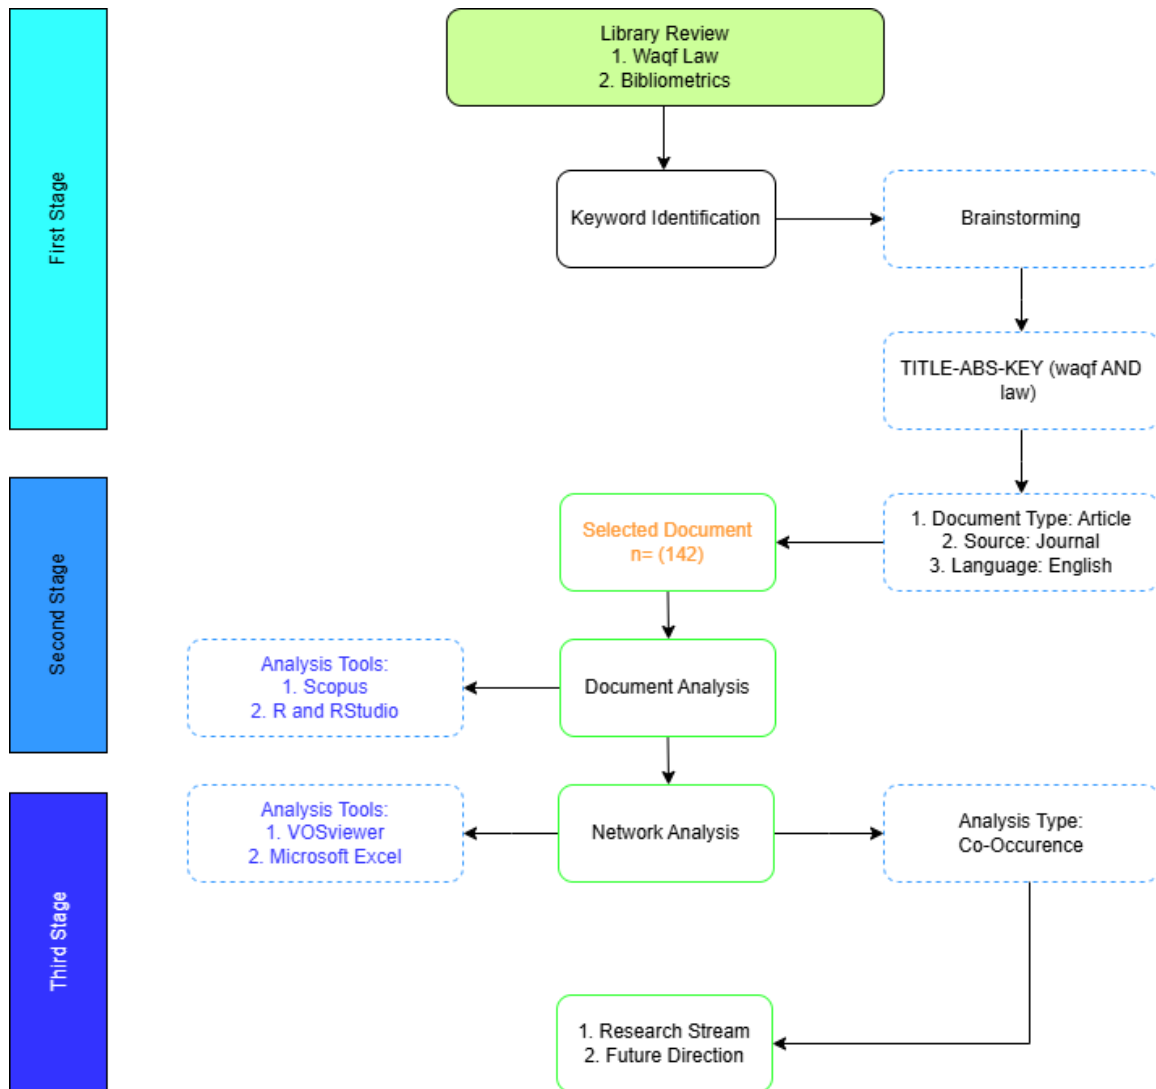 First Stage
Library Review
1. Waqf Law
2. Bibliometrics
Keyword Identification
Brainstorming
TITLE-ABS-KEY (waqf AND
law)
Second Stage
1. Document Type: Article
2. Source: Journal
3. Language: English
Selected Document
n= (142)
Document Analysis
Analysis Tools:
1. Scopus
2. R and RStudio
Third Stage
Network Analysis
Analysis Tools:
1. VOSviewer
2. Microsoft Excel
Analysis Type:
Co-Occurence
1. Research Stream
2. Future Direction